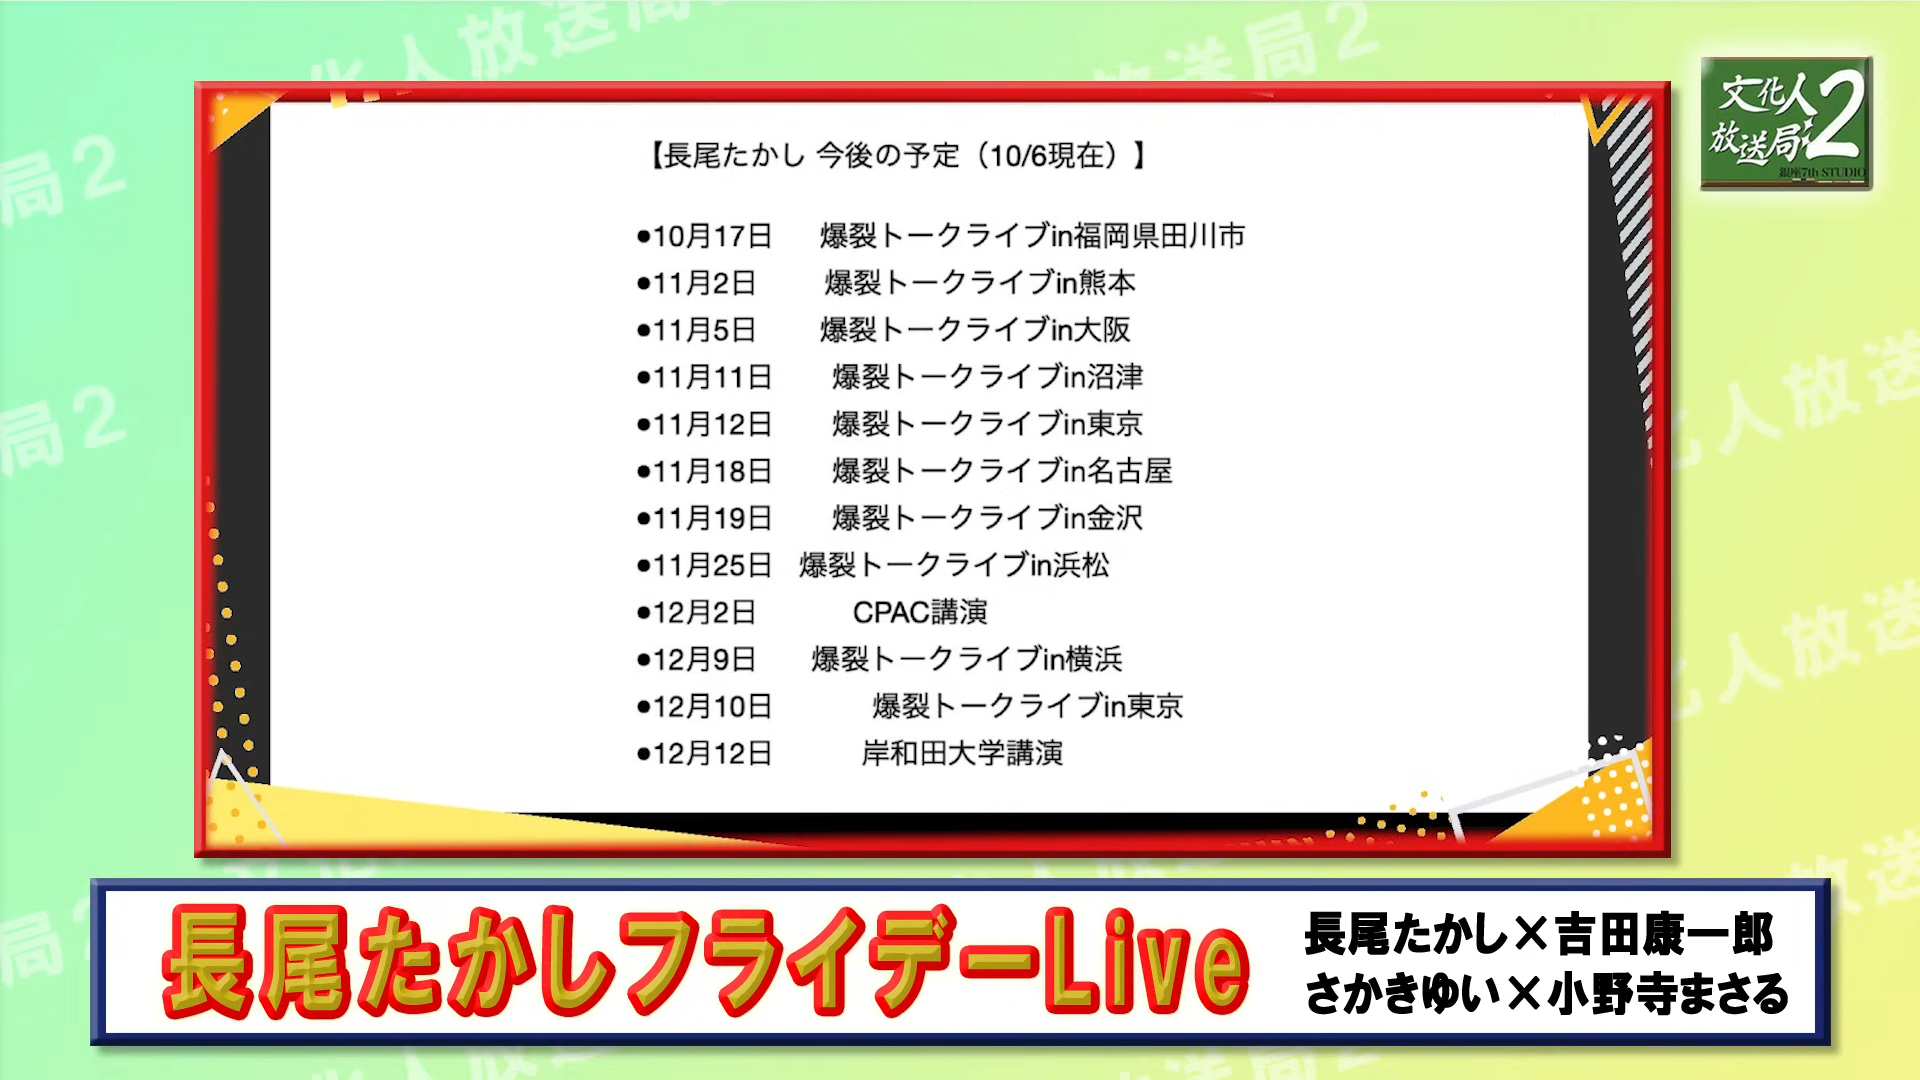 文化人
放送局2
銀座7th STUDIO
【長尾たかし 今後の予定（10/6現在）】
●10月17日 爆裂トークライブin福岡県田川市
●11月2日 爆裂トークライブin熊本
●11月5日 爆裂トークライブin大阪
●11月11日 爆裂トークライブin沼津
●11月12日 爆裂トークライブin東京
●11月18日 爆裂トークライブin名古屋
●11月19日 爆裂トークライブin金沢
●11月25日 爆裂トークライブin浜松
●12月2日 CPAC講演
●12月9日 爆裂トークライブin横浜
●12月10日 爆裂トークライブin東京
●12月12日 岸和田大学講演
長尾たかしフライデーLive
長尾たかし×吉田康一郎
さかきゆい×小野寺まさる